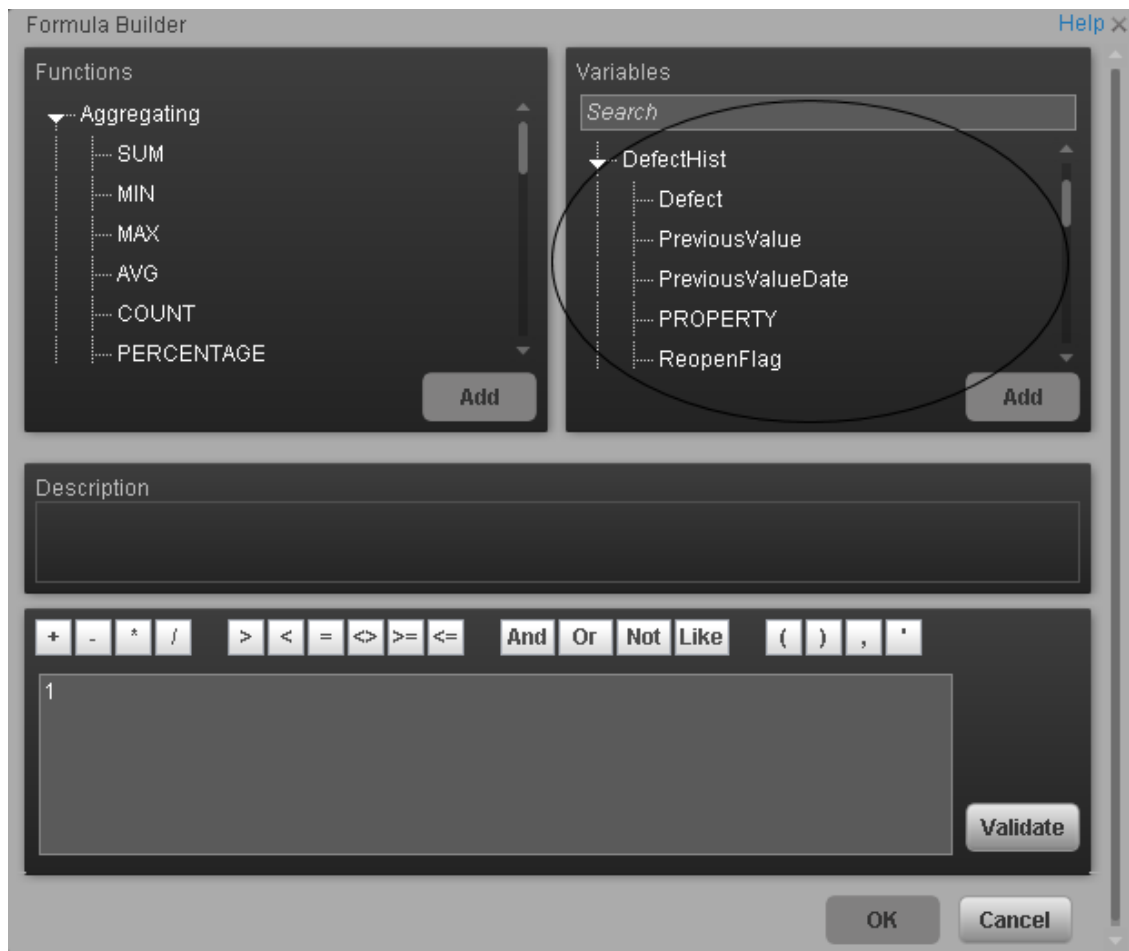 Formula Builder
Help
Functions
Aggregating
SUM
MIN
MAX
AVG
COUNT
PERCENTAGE
Add
Variables
Search
DefectHist
Defect
PreviousValue
PreviousValueDate
PROPERTY
ReopenFlag
Add
Description
+ - * / > < = <> >= <= And Or Not Like ( ) , '
1
Validate
OK Cancel